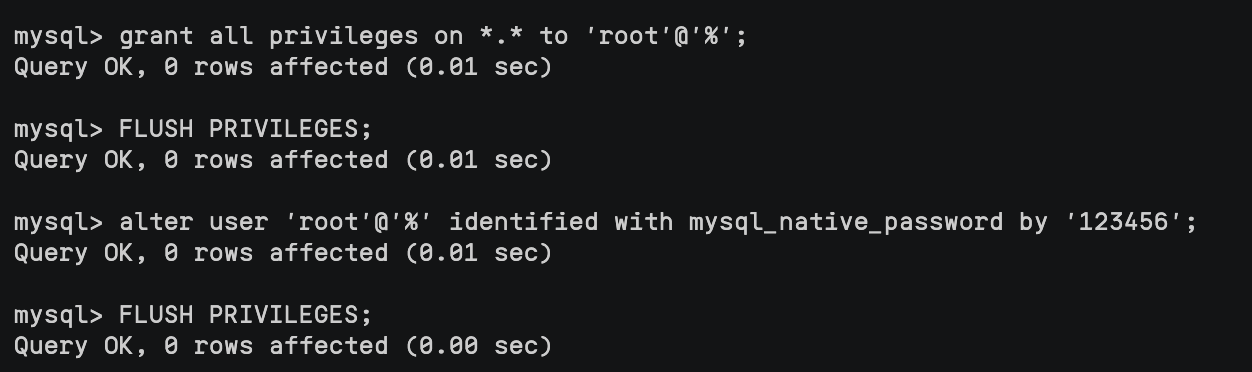 mysql> grant all privileges on *.* to 'root'@'%';
Query OK, 0 rows affected (0.01 sec)
mysql> FLUSH PRIVILEGES;
Query OK, 0 rows affected (0.01 sec)
mysql> alter user 'root'@'%' identified with mysql_native_password by '123456';
Query OK, 0 rows affected (0.01 sec)
mysql> FLUSH PRIVILEGES;
Query OK, 0 rows affected (0.00 sec)